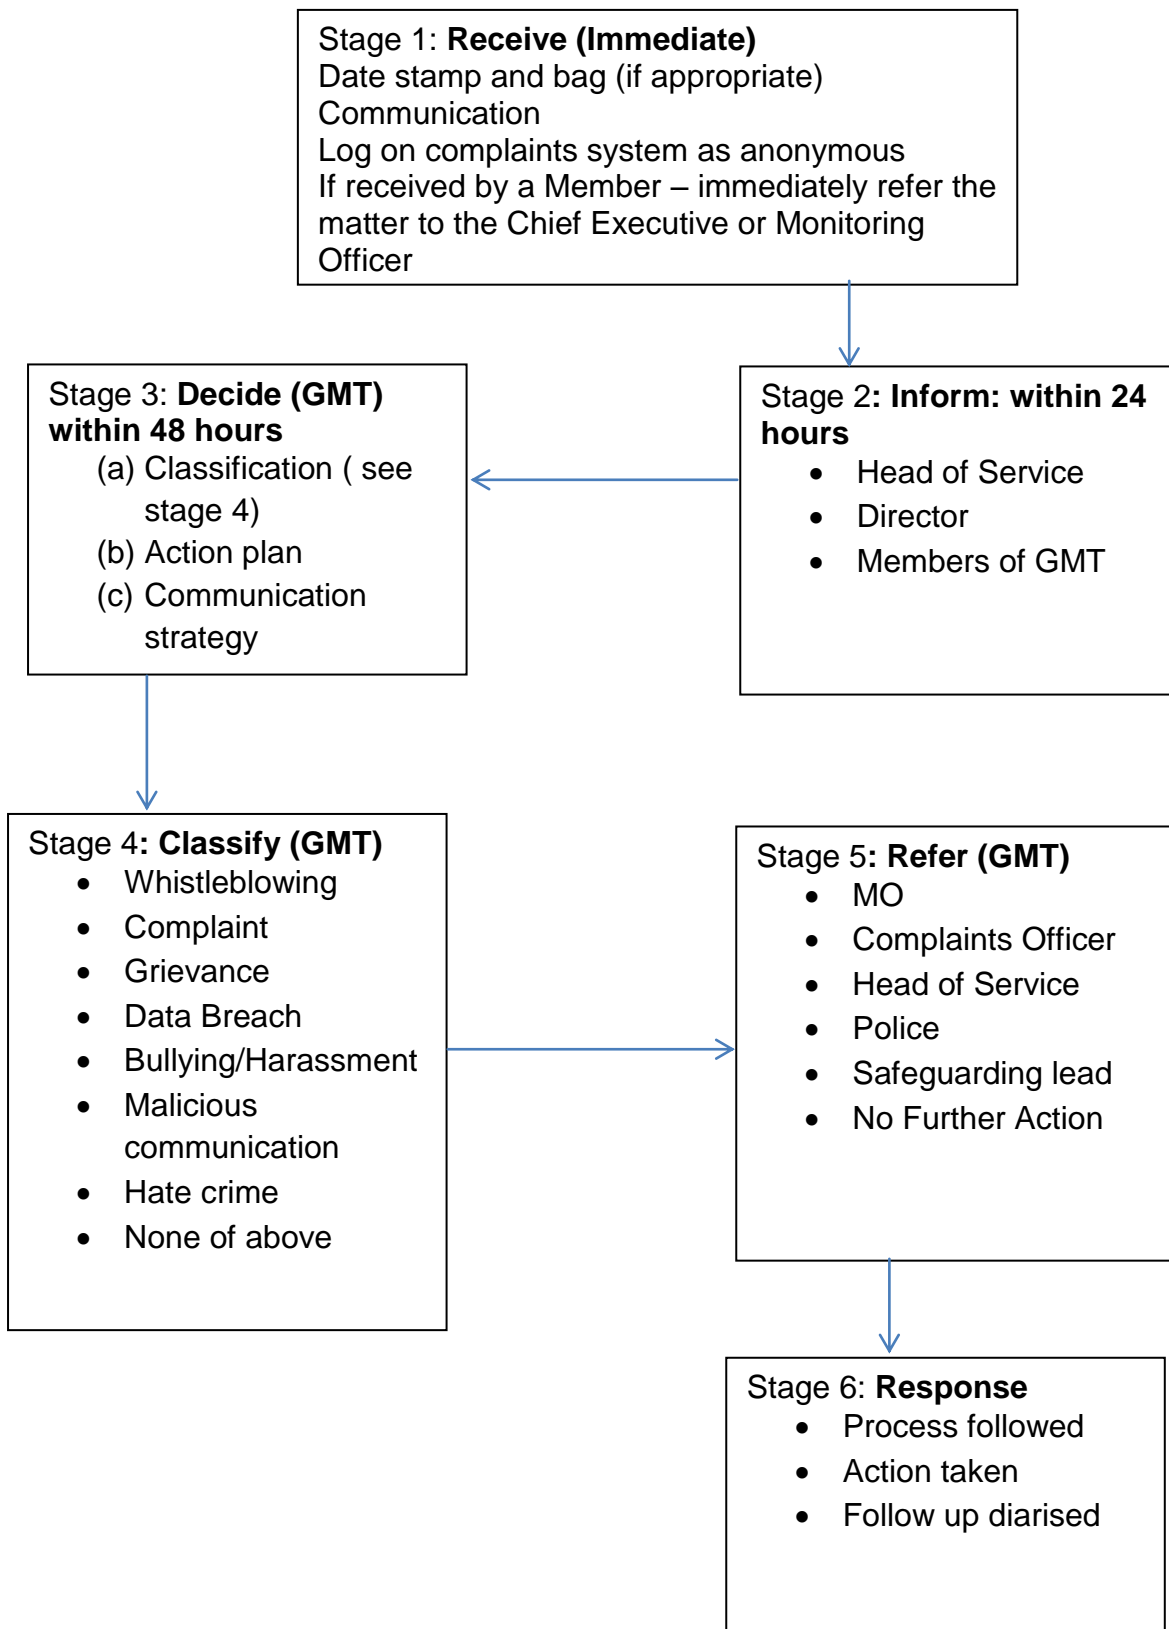 Stage 1: Receive (Immediate)
Date stamp and bag (if appropriate)
Communication
Log on complaints system as anonymous
If received by a Member – immediately refer the
matter to the Chief Executive or Monitoring
Officer
Stage 2: Inform: within 24
hours
• Head of Service
• Director
• Members of GMT
Stage 3: Decide (GMT)
within 48 hours
(a) Classification ( see
stage 4)
(b) Action plan
(c) Communication
strategy
Stage 4: Classify (GMT)
• Whistleblowing
• Complaint
• Grievance
• Data Breach
• Bullying/Harassment
• Malicious
communication
• Hate crime
• None of above
Stage 5: Refer (GMT)
• MO
• Complaints Officer
• Head of Service
• Police
• Safeguarding lead
• No Further Action
Stage 6: Response
• Process followed
• Action taken
• Follow up diarised